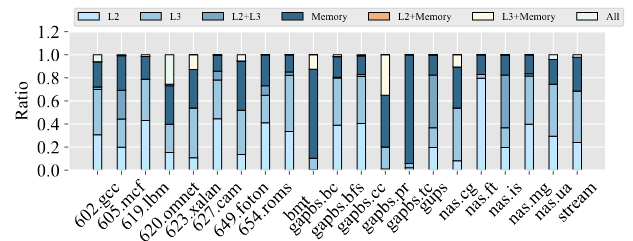 L2 L3 L2+L3 Memory L2+Memory L3+Memory All
1.2
1.0
0.8
0.6
0.4
0.2
0.0
Ratio
602.gcc
605.mcf
619.lbm
620.omnet
623.xalan
627.cam
649.foton
654.roms
bmt
gapbs.bc
gapbs.bfs
gapbs.cc
gapbs.pr
gapbs.tc
gups
nas.cg
nas.ft
nas.is
nas.mg
nas.ua
stream